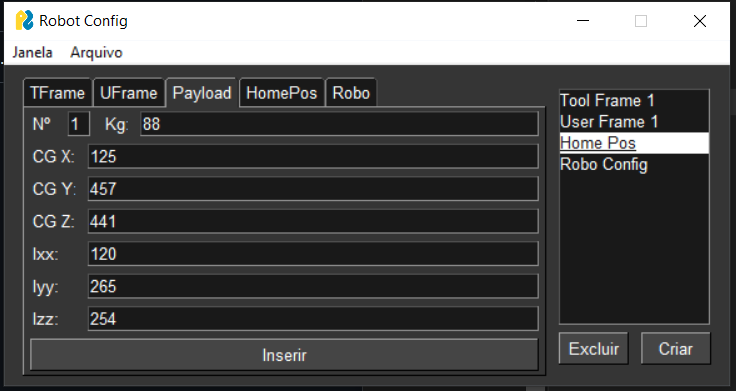 Robot Config
Janela Arquivo
TFrame UFrame Payload HomePos Robo
Nº 1 Kg: 88
CG X: 125
CG Y: 457
CG Z: 441
Ixx: 120
Iyy: 265
Izz: 254
Inserir
Tool Frame 1
User Frame 1
Home Pos
Robo Config
Excluir Criar